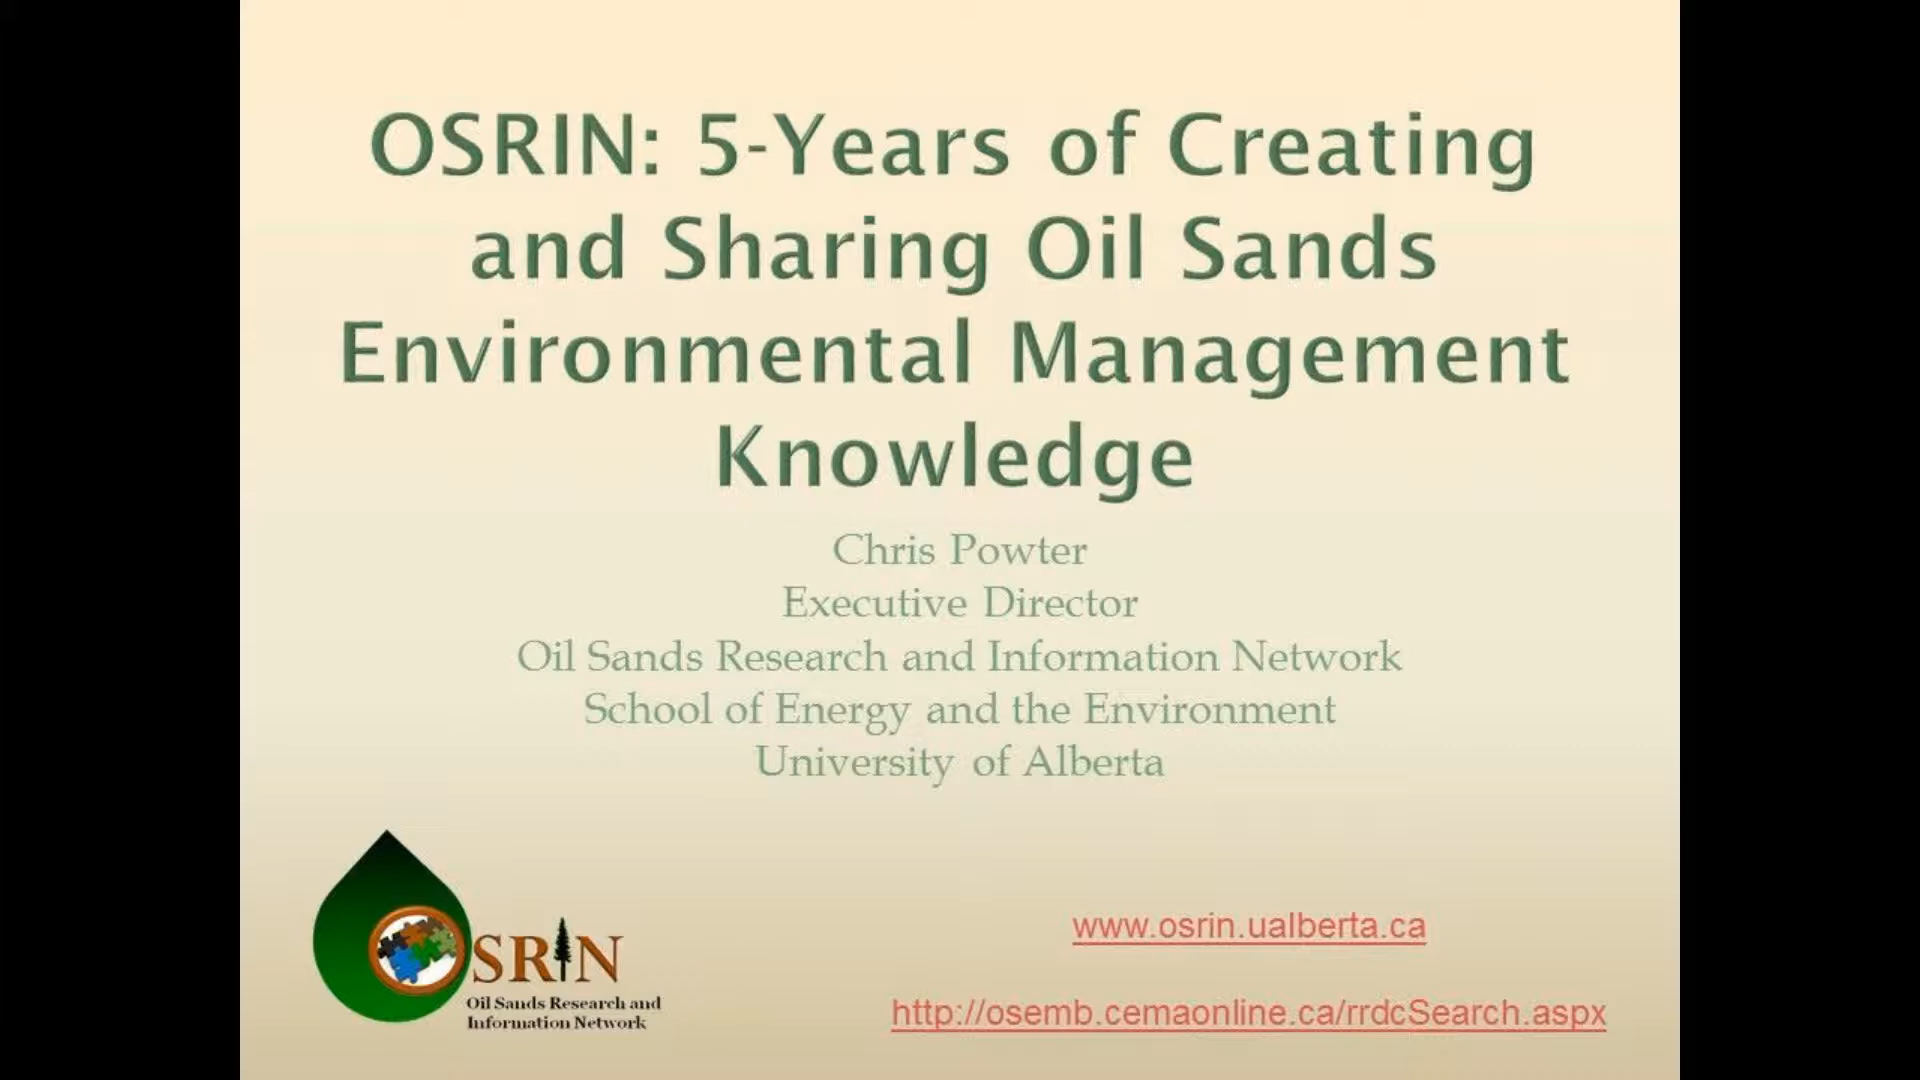 OSRIN: 5-Years of Creating
and Sharing Oil Sands
Environmental Management
Knowledge
Chris Powter
Executive Director
Oil Sands Research and Information Network
School of Energy and the Environment
University of Alberta
OSRIN
Oil Sands Research and
Information Network
www.osrin.ualberta.ca
http://osemb.cemaonline.ca/rrdcSearch.aspx